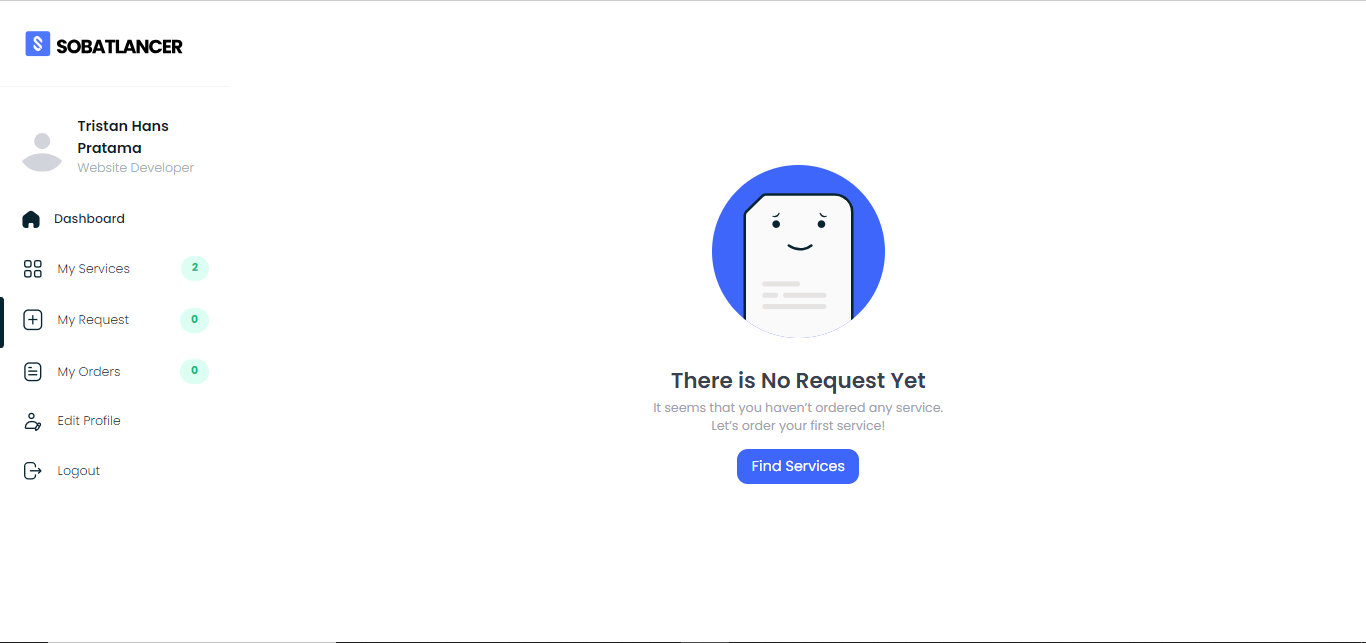 SOBATLANCER
Tristan Hans
Pratama
Website Developer
Dashboard
My Services 2
My Request 0
My Orders 0
Edit Profile
Logout
There is No Request Yet
It seems that you haven’t ordered any service.
Let’s order your first service!
Find Services